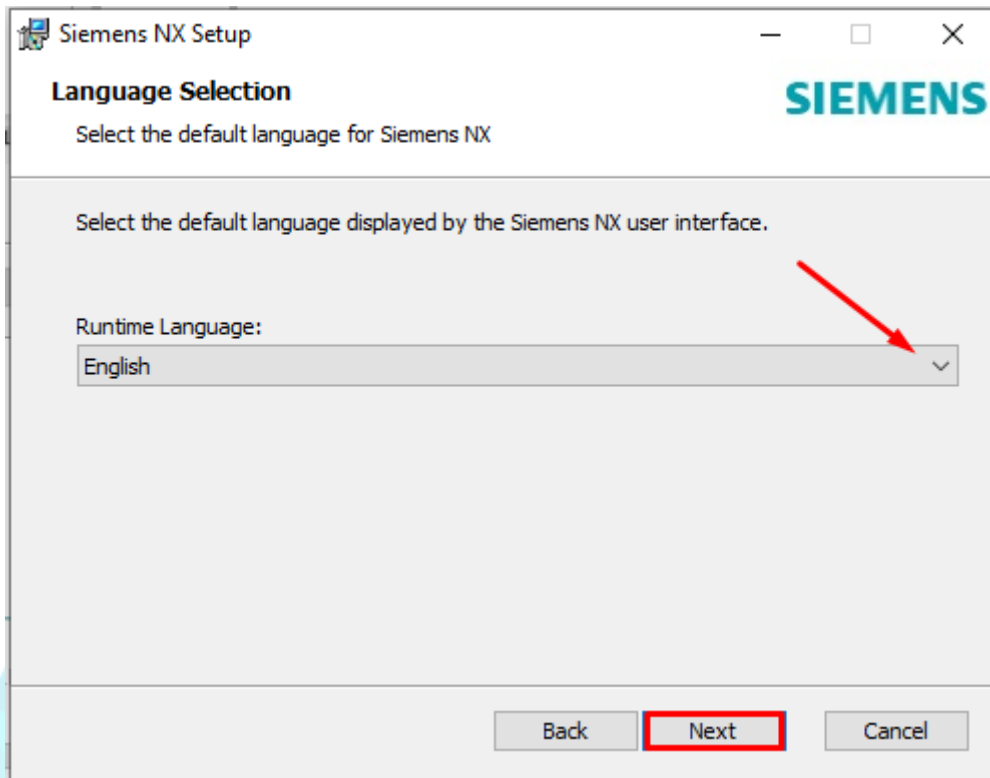 Siemens NX Setup
Language Selection
SIEMENS
Select the default language for Siemens NX
Select the default language displayed by the Siemens NX user interface.
Runtime Language:
English
Back Next Cancel